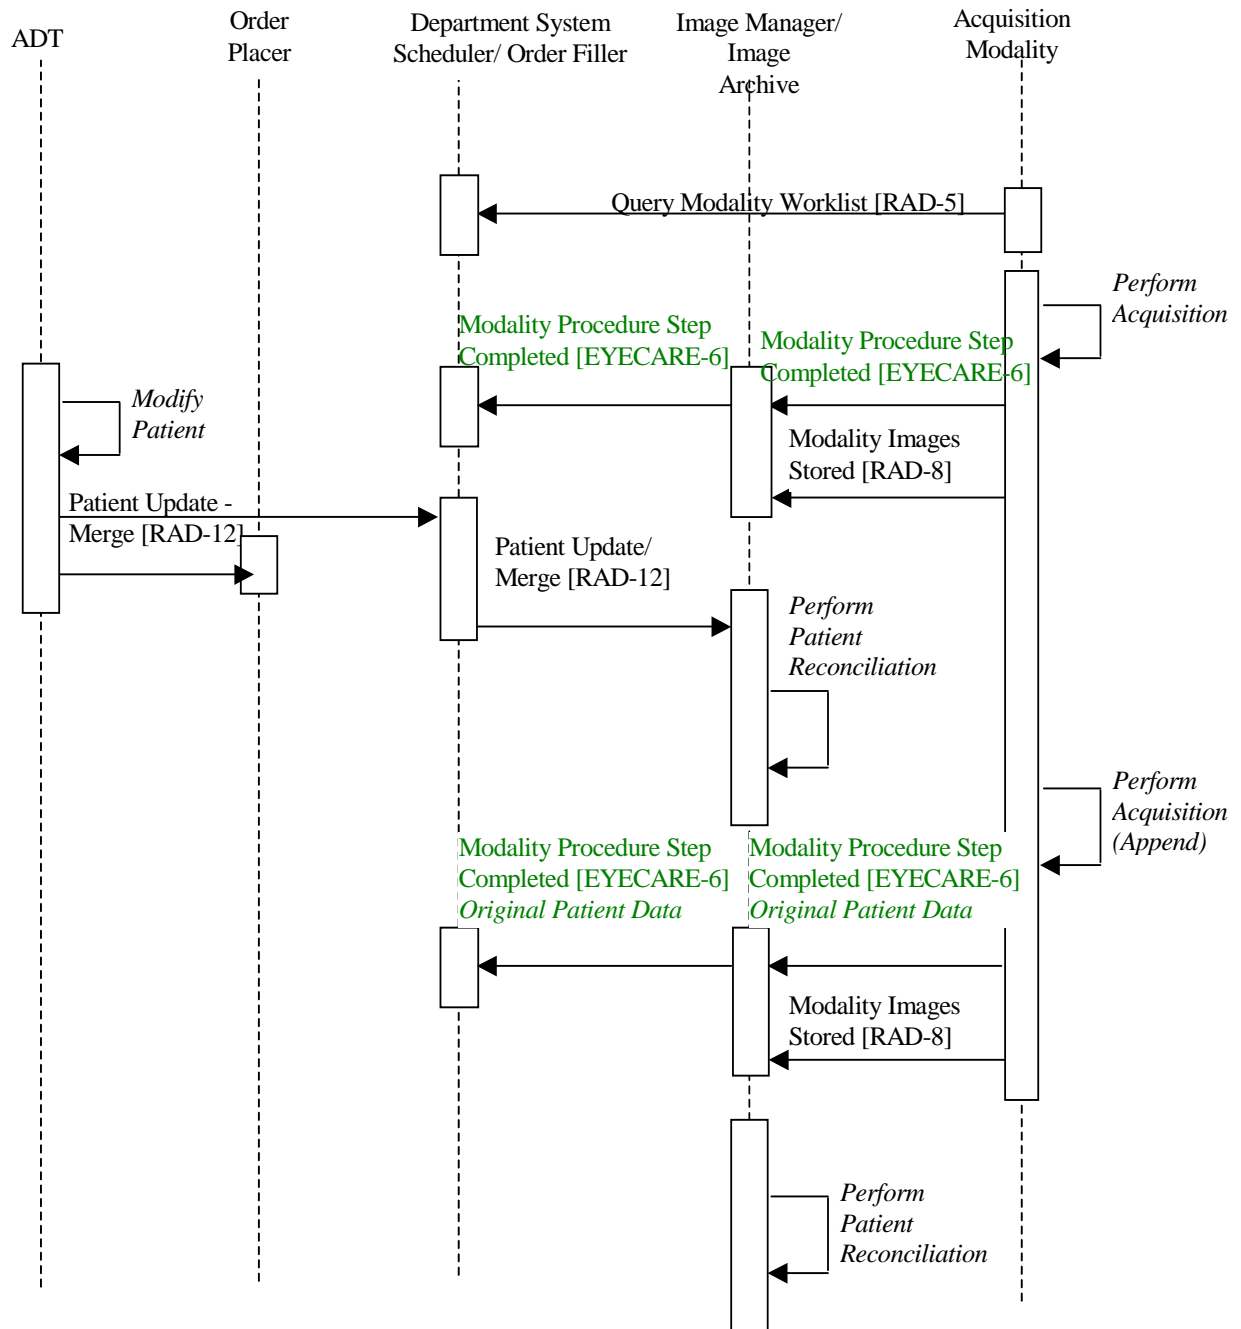 ADT
Order
Placer
Department System
Scheduler/ Order Filler
Image Manager/
Image
Archive
Acquisition
Modality
Query Modality Worklist [RAD-5]
Perform
Acquisition
Modality Procedure Step
Completed [EYECARE-6]
Modality Procedure Step
Completed [EYECARE-6]
Modify
Patient
Modality Images
Stored [RAD-8]
Patient Update -
Merge [RAD-12]
Patient Update/
Merge [RAD-12]
Perform
Patient
Reconciliation
Perform
Acquisition
(Append)
Modality Procedure Step
Completed [EYECARE-6]
Original Patient Data
Modality Procedure Step
Completed [EYECARE-6]
Original Patient Data
Modality Images
Stored [RAD-8]
Perform
Patient
Reconciliation